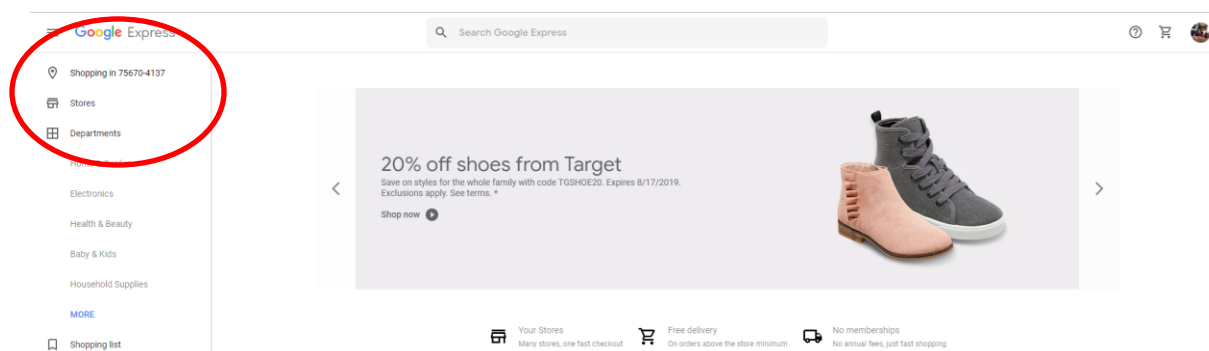 Google Express
Search Google Express
Shopping in 75670-4137
Stores
Departments
Electronics
Health & Beauty
Baby & Kids
Household Supplies
MORE
Shopping list
20% off shoes from Target
Save on styles for the whole family with code TGSHOE20. Expires 8/17/2019.
Exclusions apply. See terms. *
Shop now
Your Stores
Many stores, one fast checkout
Free delivery
On orders above the store minimum
No memberships
No annual fees, just fast shopping